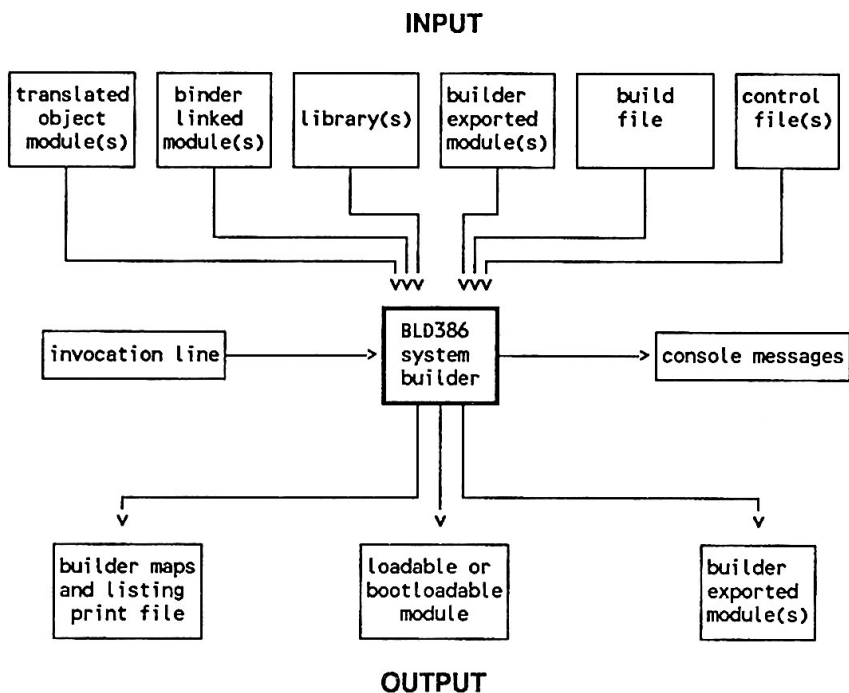 INPUT
translated
object
module(s)
binder
linked
module(s)
library(s)
builder
exported
module(s)
build
file
control
file(s)
invocation line
BLD386
system
builder
console messages
builder maps
and listing
print file
loadable or
bootloadable
module
builder
exported
module(s)
OUTPUT